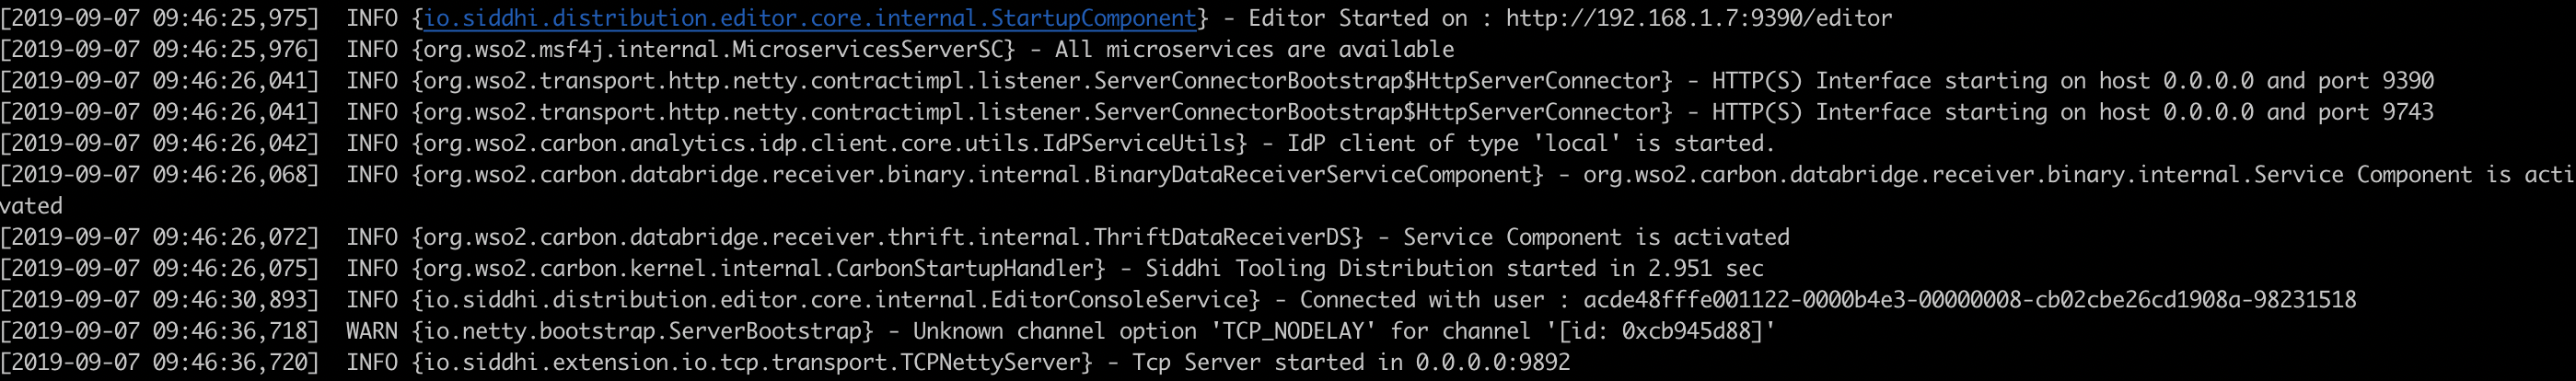 [2019-09-07 09:46:25,975]  INFO {io.siddhi.distribution.editor.core.internal.StartupComponent} - Editor Started on : http://192.168.1.7:9390/editor
[2019-09-07 09:46:25,976]  INFO {org.wso2.msf4j.internal.MicroservicesServerSC} - All microservices are available
[2019-09-07 09:46:26,041]  INFO {org.wso2.transport.http.netty.contractimpl.listener.ServerConnectorBootstrap$HttpServerConnector} - HTTP(S) Interface starting on host 0.0.0.0 and port 9390
[2019-09-07 09:46:26,041]  INFO {org.wso2.transport.http.netty.contractimpl.listener.ServerConnectorBootstrap$HttpServerConnector} - HTTP(S) Interface starting on host 0.0.0.0 and port 9743
[2019-09-07 09:46:26,042]  INFO {org.wso2.carbon.analytics.idp.client.core.utils.IdPServiceUtils} - IdP client of type 'local' is started.
[2019-09-07 09:46:26,068]  INFO {org.wso2.carbon.databridge.receiver.binary.internal.BinaryDataReceiverServiceComponent} - org.wso2.carbon.databridge.receiver.binary.internal.Service Component is acti
vated
[2019-09-07 09:46:26,072]  INFO {org.wso2.carbon.databridge.receiver.thrift.internal.ThriftDataReceiverDS} - Service Component is activated
[2019-09-07 09:46:26,075]  INFO {org.wso2.carbon.kernel.internal.CarbonStartupHandler} - Siddhi Tooling Distribution started in 2.951 sec
[2019-09-07 09:46:30,893]  INFO {io.siddhi.distribution.editor.core.internal.EditorConsoleService} - Connected with user : acde48fffe001122-0000b4e3-00000008-cb02cbe26cd1908a-98231518
[2019-09-07 09:46:36,718]  WARN {io.netty.bootstrap.ServerBootstrap} - Unknown channel option 'TCP_NODELAY' for channel '[id: 0xcb945d88]'
[2019-09-07 09:46:36,720]  INFO {io.siddhi.extension.io.tcp.transport.TCPNettyServer} - Tcp Server started in 0.0.0.0:9892